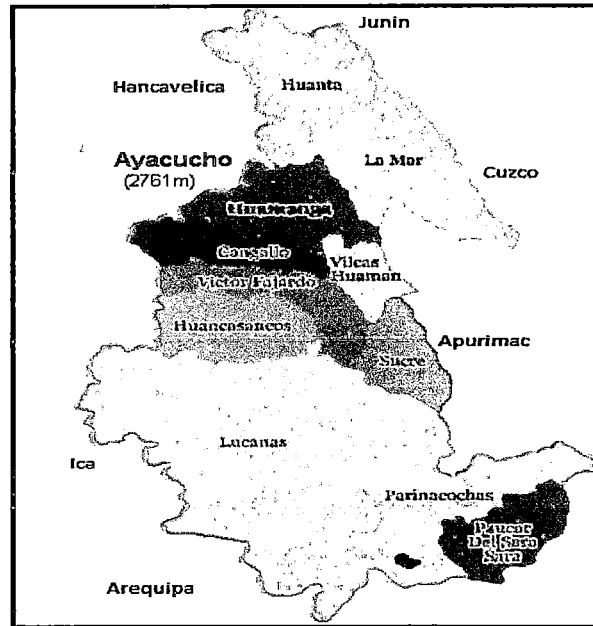 Junin
Huanta
Hancavelica
Ayacucho
(2761m)
La Mar
Cuzco
Huamanga
Cangallo
Vilcas
Huaman
Victor Fajardo
Huancasancos
Apurimac
Sucre
Lucanas
Ica
Parinacochas
Paucar
Del Sara
Sara
Arequipa